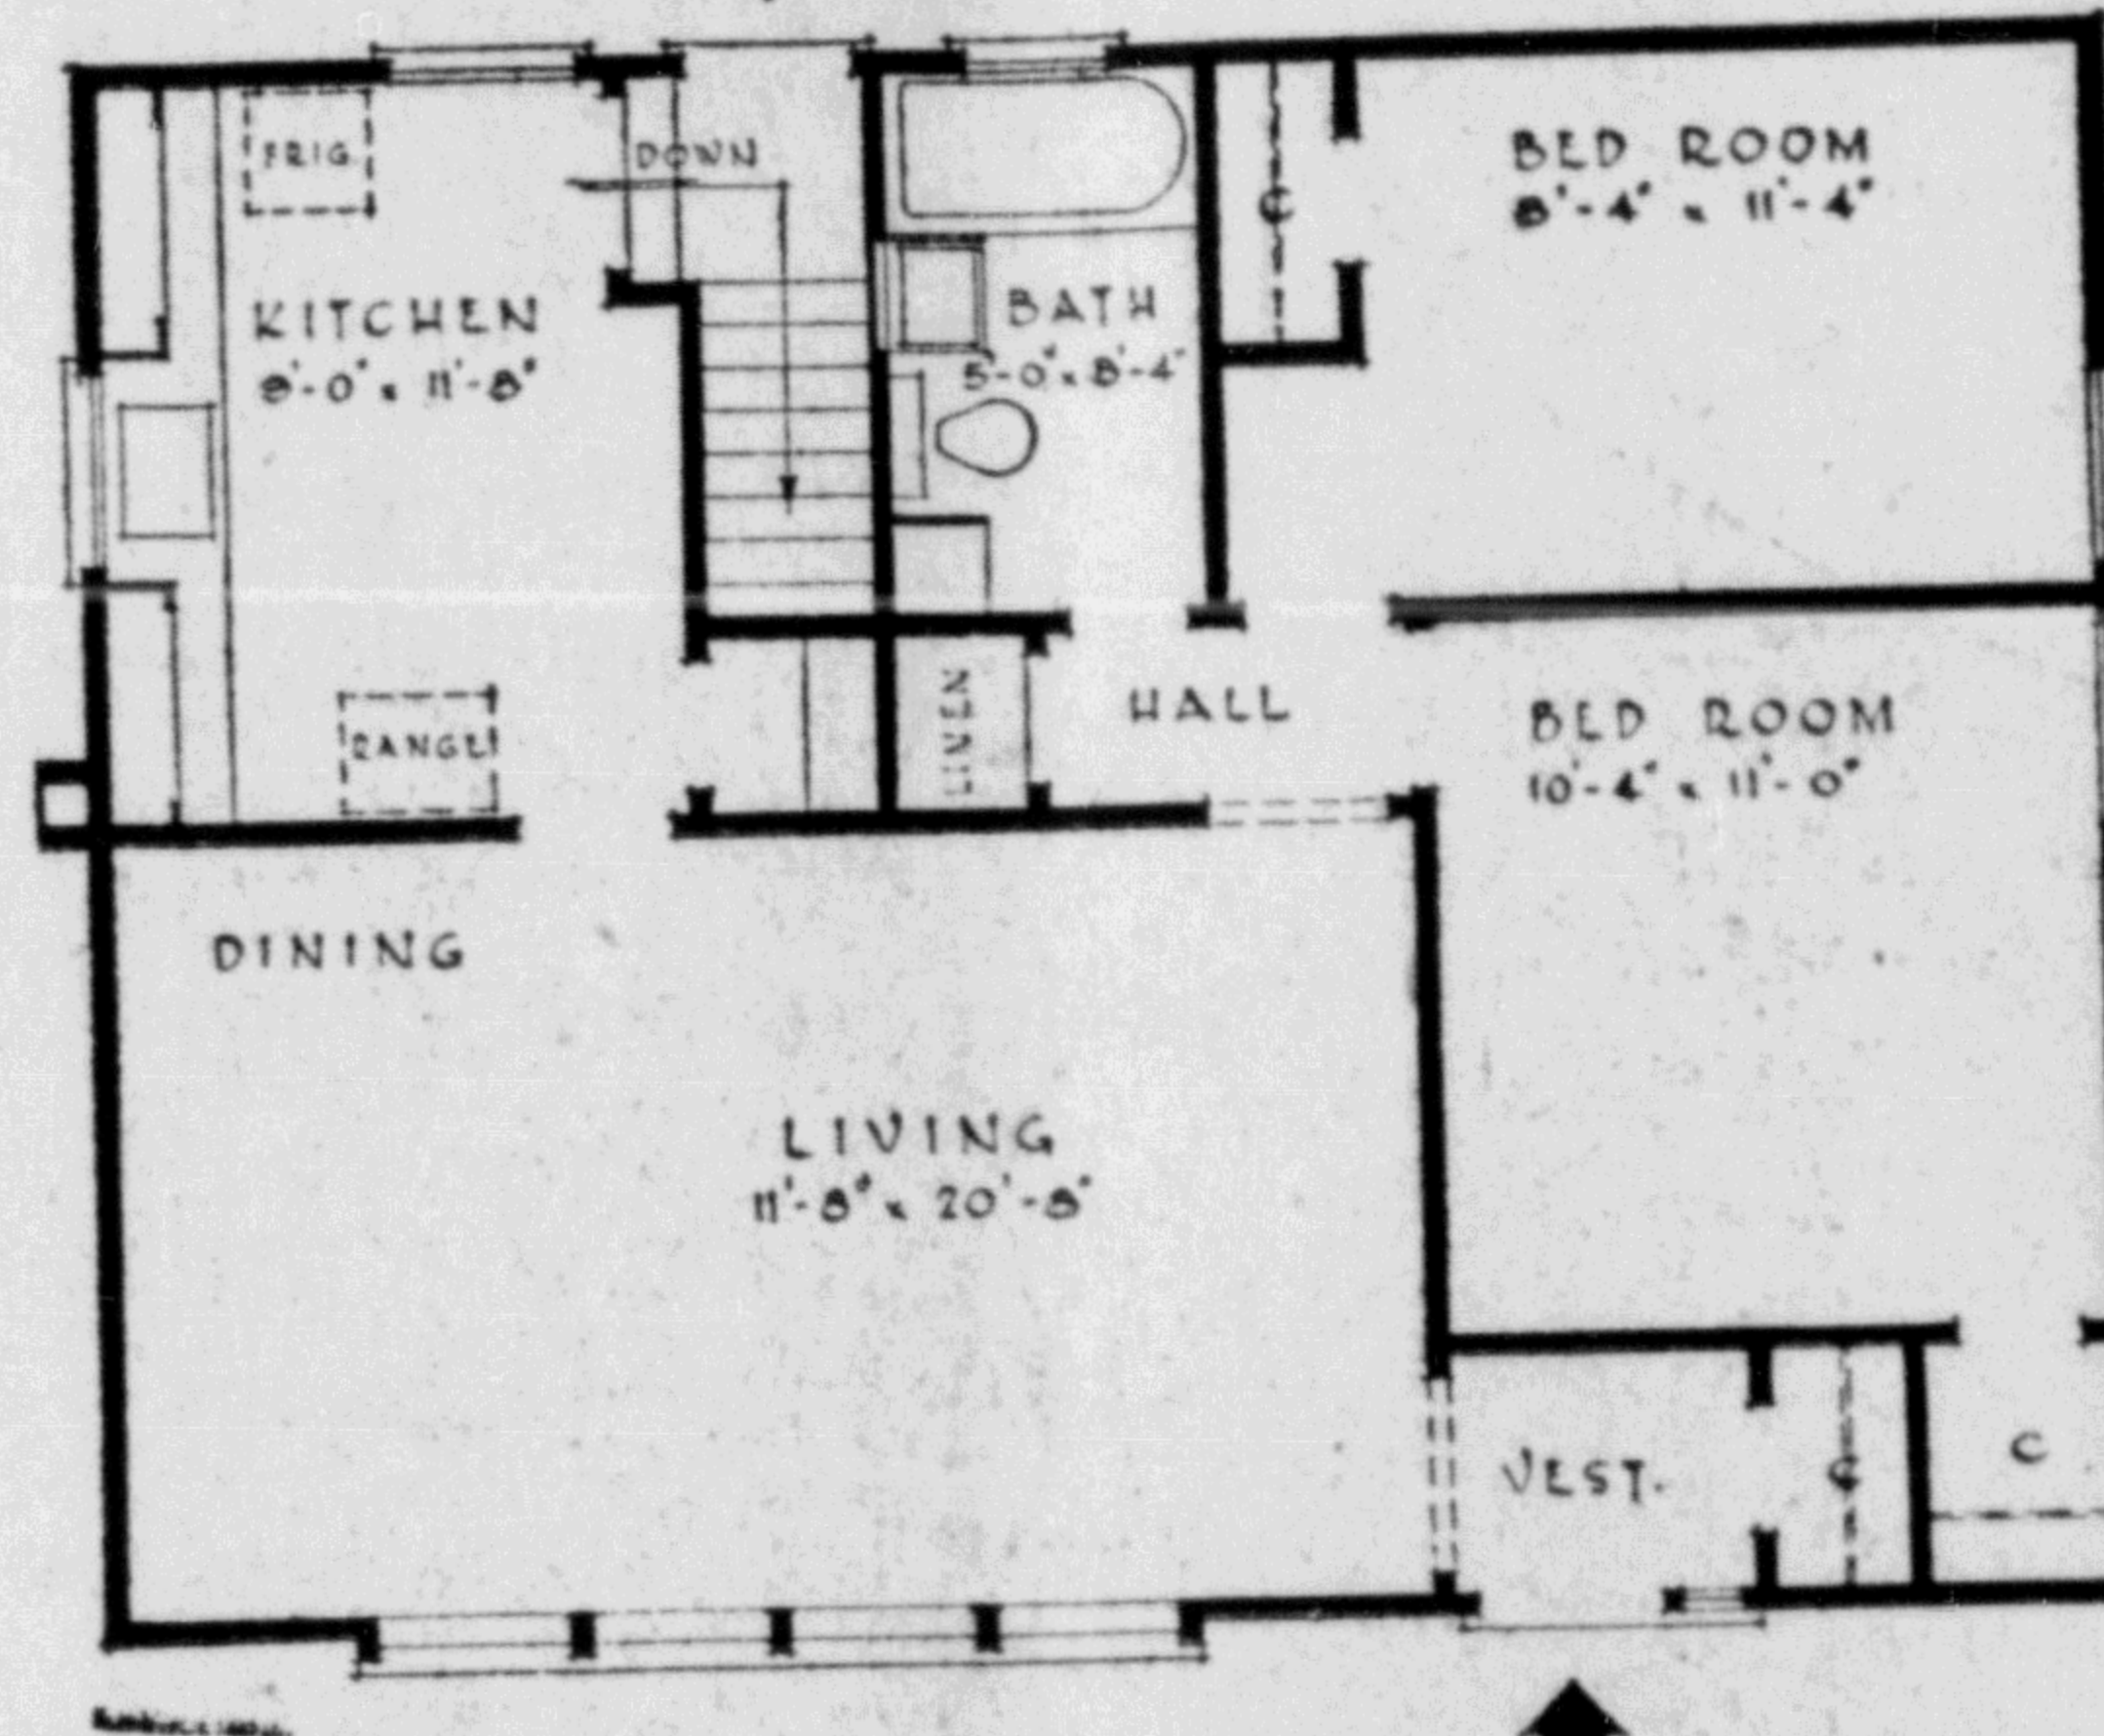 FRIG.
DOWN
KITCHEN
9'-0" x 11'-8"
BATH
5'-0" x 8'-4"
C
BED ROOM
8'-4" x 11'-4"
RANGE
LINEN
HALL
BED ROOM
10'-4" x 11'-0"
DINING
LIVING
11'-8" x 20'-8"
VEST.
C
C